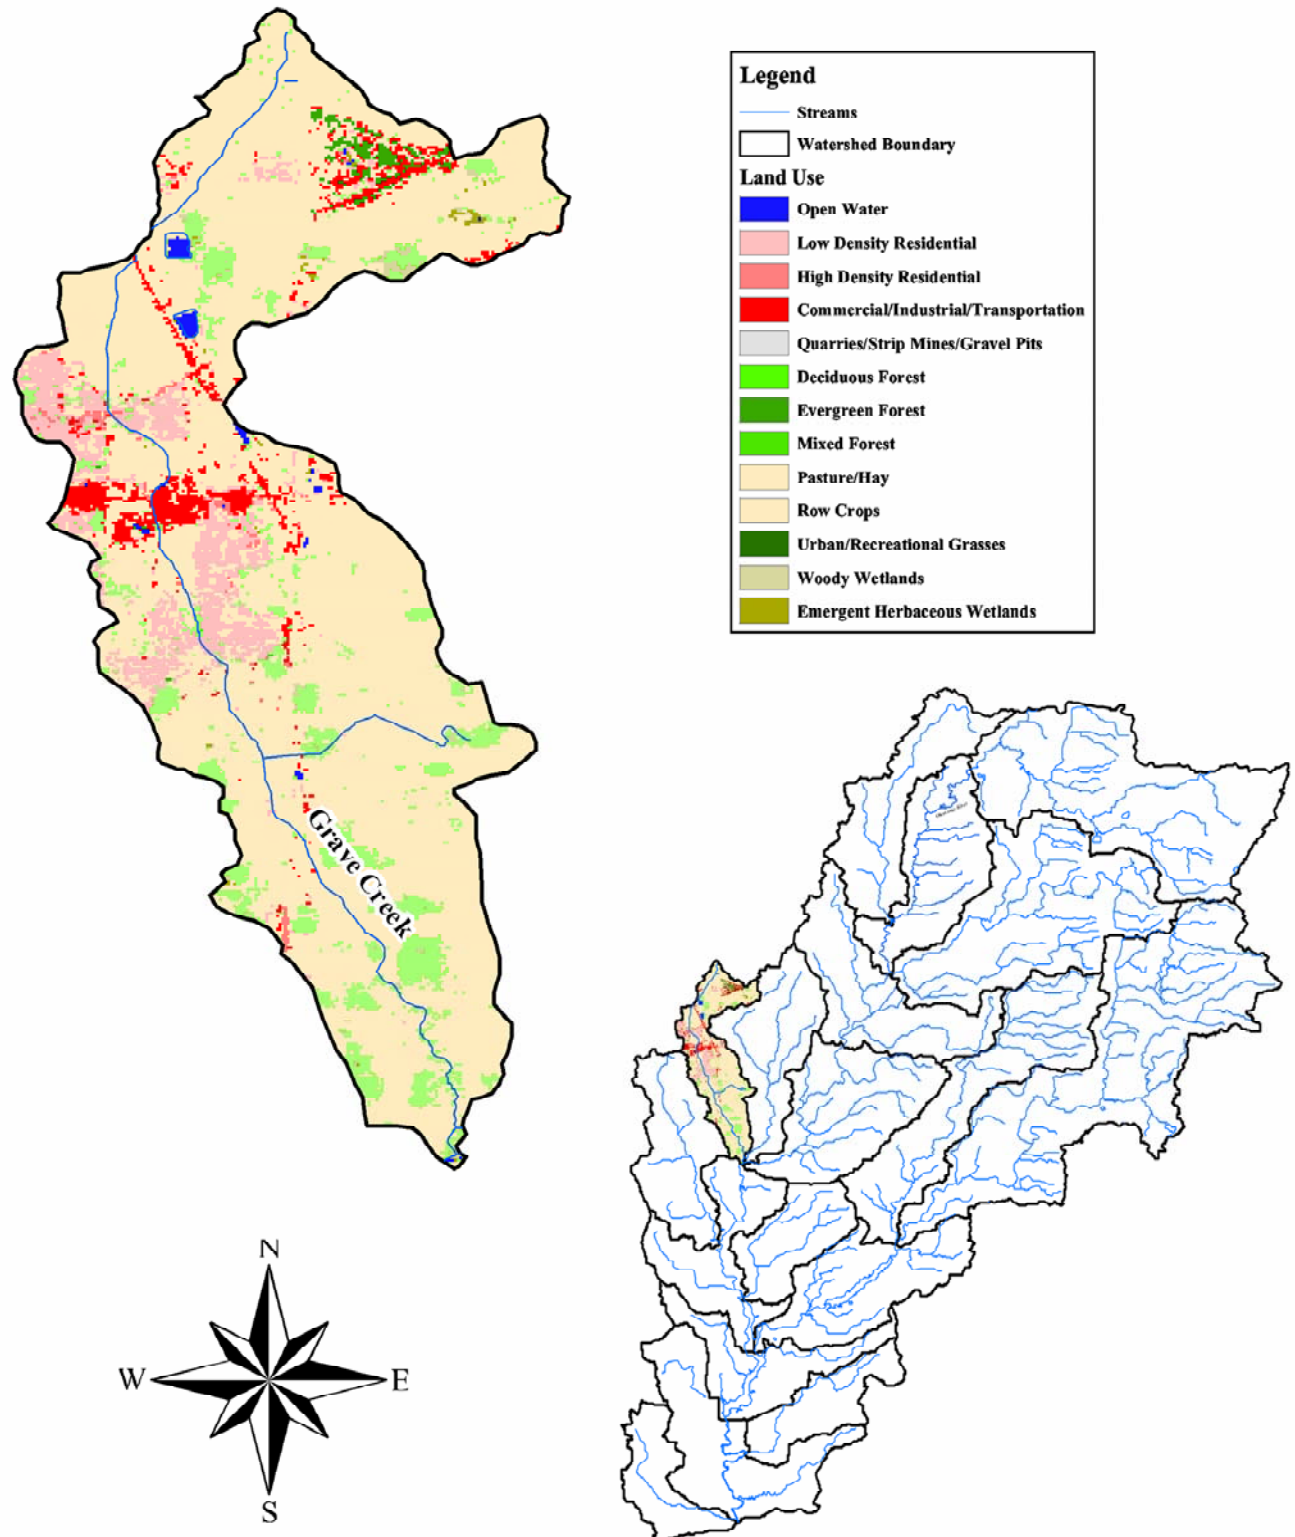 Legend
Streams
Watershed Boundary
Land Use
Open Water
Low Density Residential
High Density Residential
Commercial/Industrial/Transportation
Quarries/Strip Mines/Gravel Pits
Deciduous Forest
Evergreen Forest
Mixed Forest
Pasture/Hay
Row Crops
Urban/Recreational Grasses
Woody Wetlands
Emergent Herbaceous Wetlands
Grave Creek
N
W
E
S